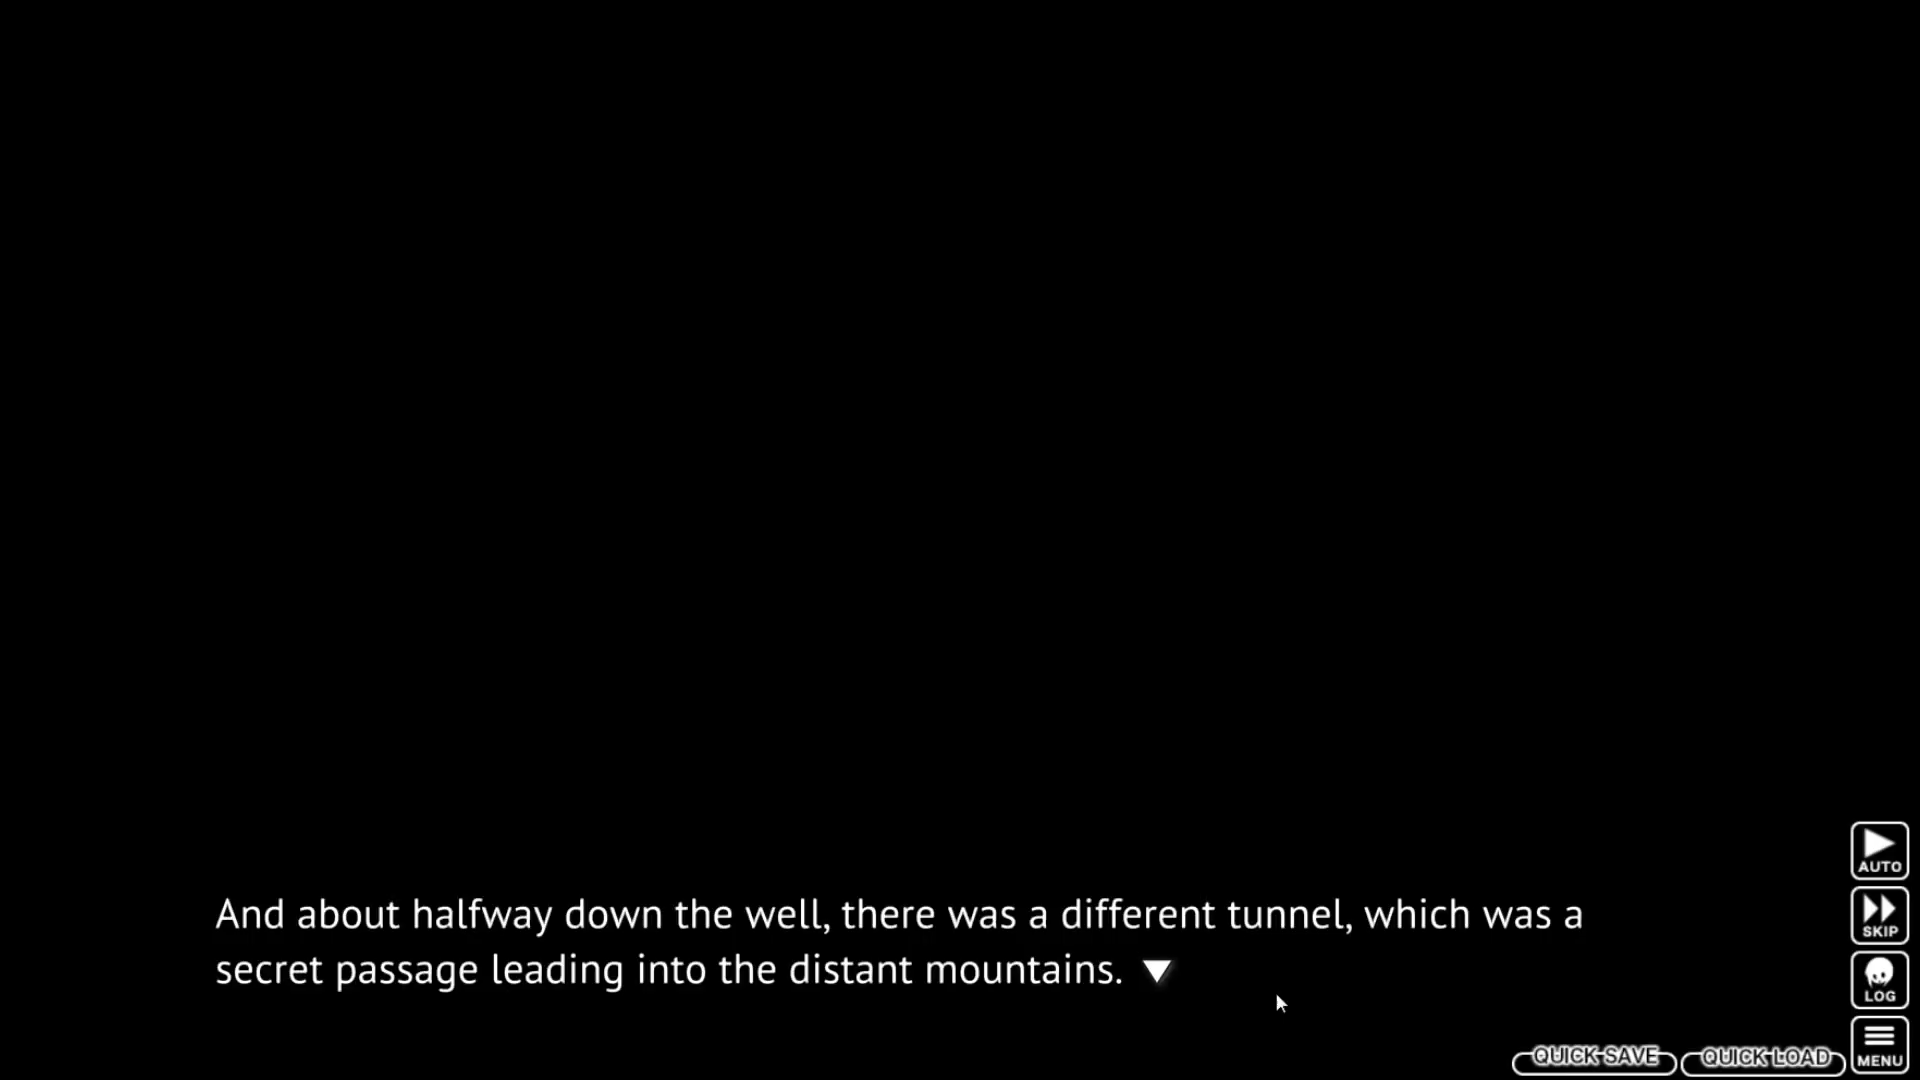 And about halfway down the well, there was a different tunnel, which was a
secret passage leading into the distant mountains.
AUTO
SKIP
LOG
MENU
QUICK SAVE
QUICK LOAD